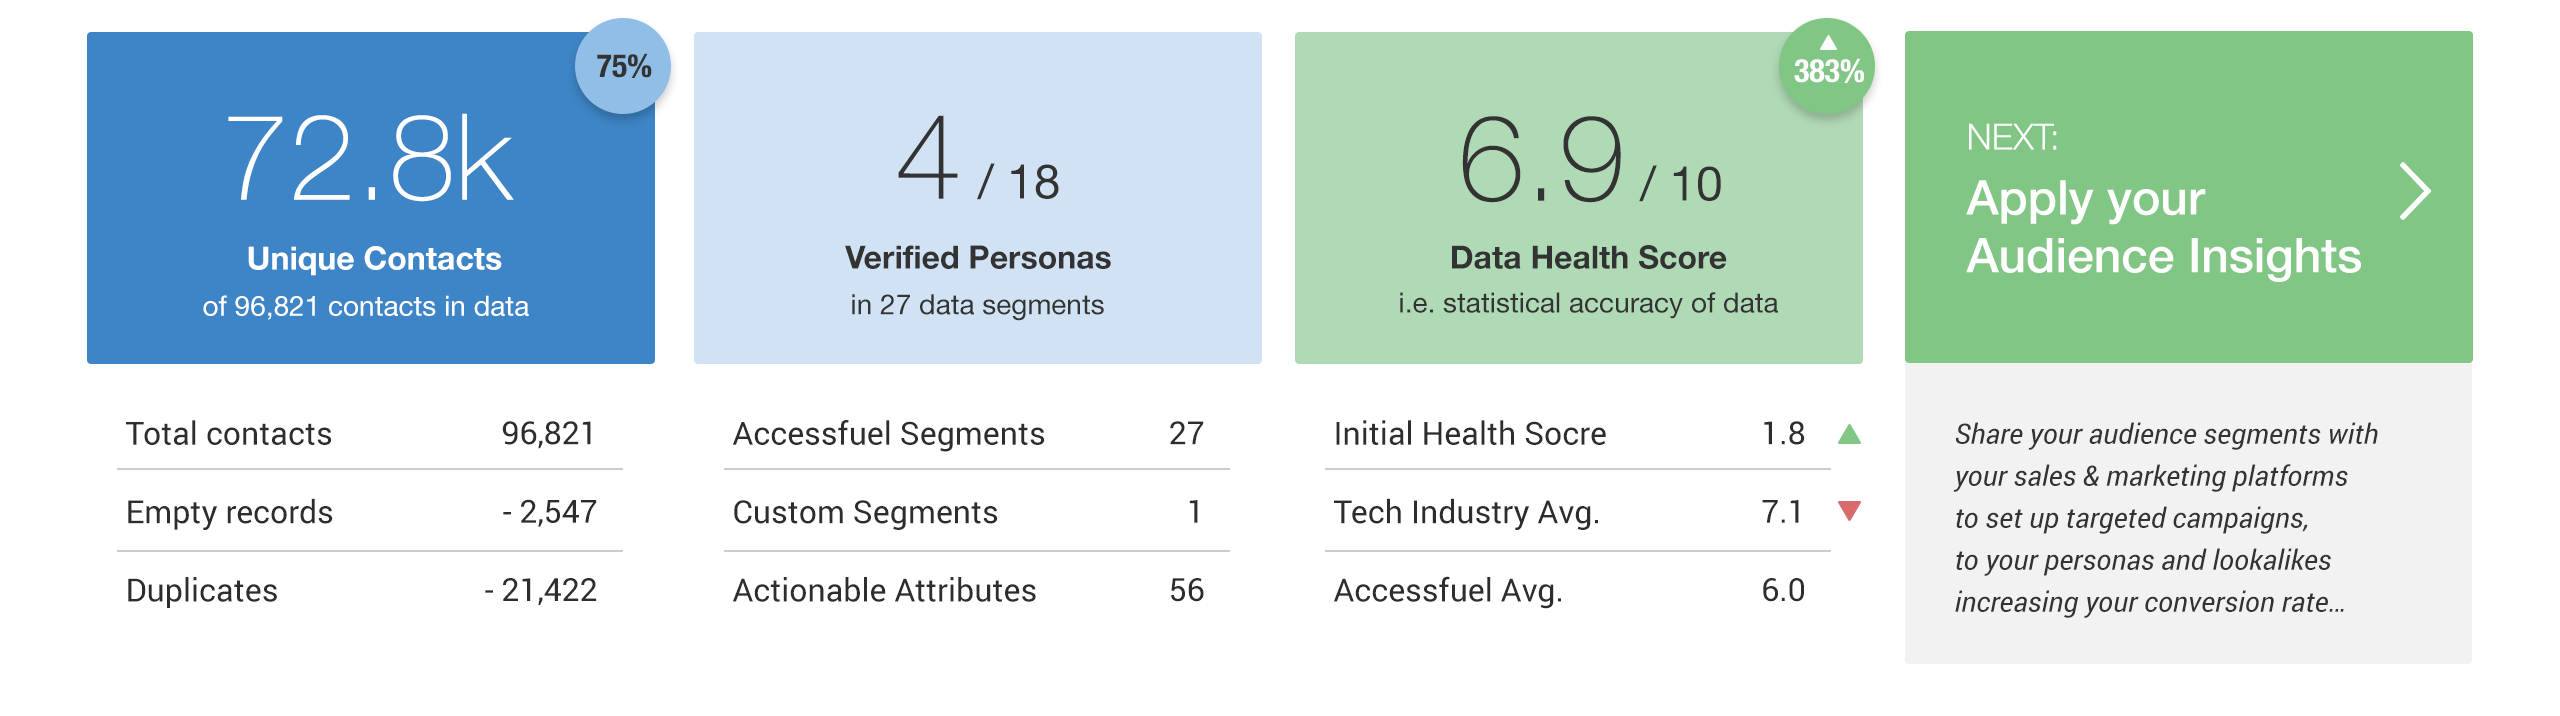 75%
72.8k
Unique Contacts
of 96,821 contacts in data
Total contacts 96,821
Empty records - 2,547
Duplicates - 21,422
4 / 18
Verified Personas
in 27 data segments
Accessfuel Segments 27
Custom Segments 1
Actionable Attributes 56
383%
6.9 / 10
Data Health Score
i.e. statistical accuracy of data
Initial Health Socre 1.8
Tech Industry Avg. 7.1
Accessfuel Avg. 6.0
NEXT:
Apply your
Audience Insights
Share your audience segments with
your sales & marketing platforms
to set up targeted campaigns,
to your personas and lookalikes
increasing your conversion rate...